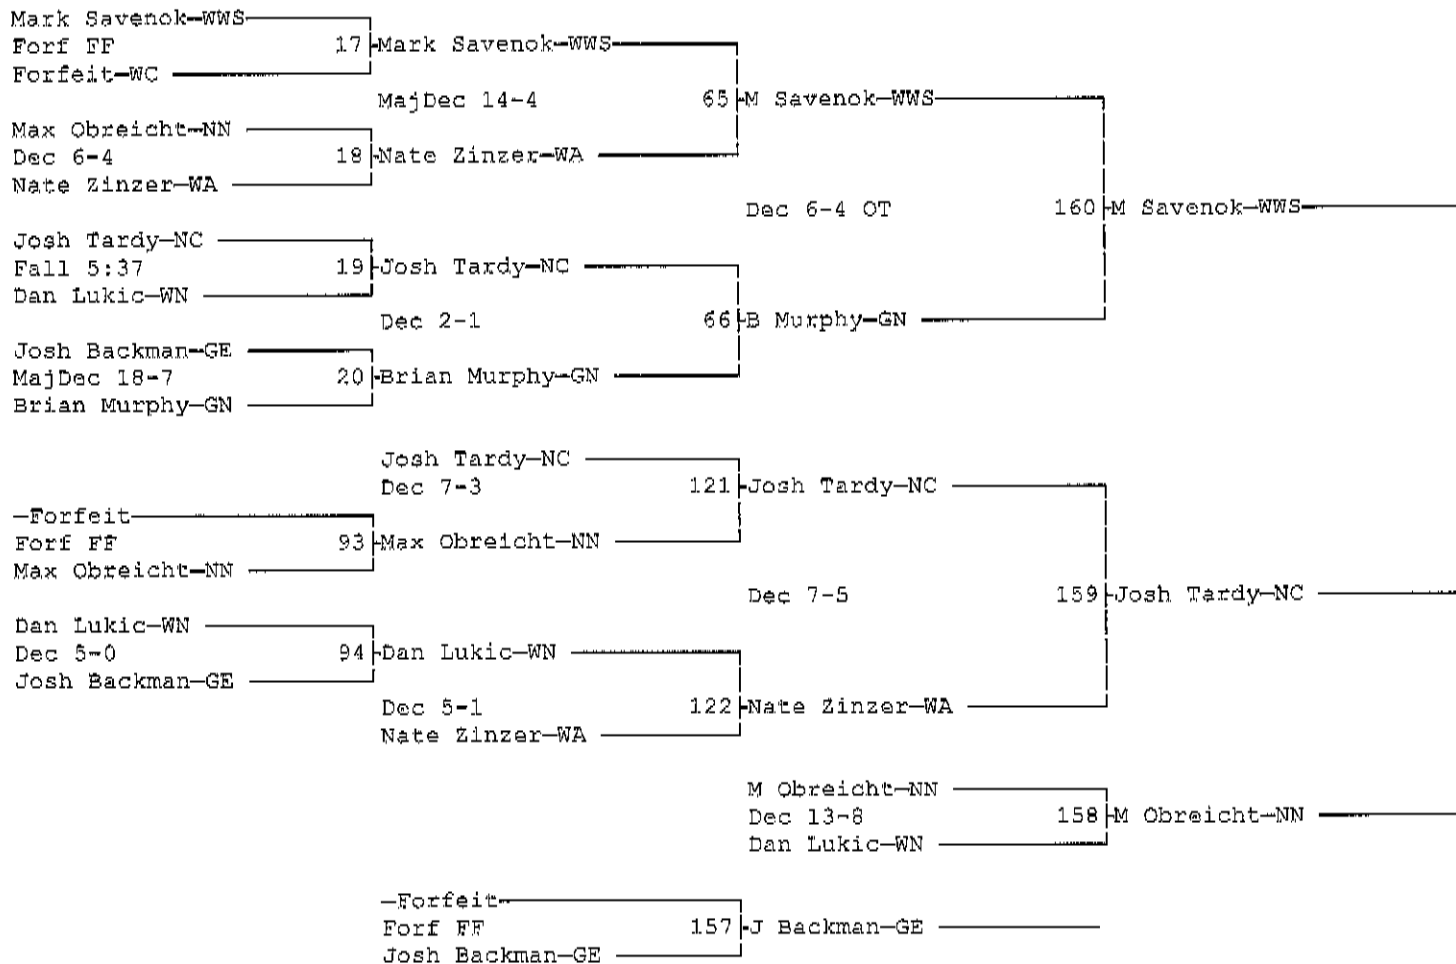 Mark Savenok-WWS
Forf FF 17 Mark Savenok-WWS
Forfeit-WC
MajDec 14-4 65 M Savenok-WWS
Max Obreicht-NN
Dec 6-4 18 Nate Zinzer-WA
Nate Zinzer-WA
Dec 6-4 OT 160 M Savenok-WWS
Josh Tardy-NC
Fall 5:37 19 Josh Tardy-NC
Dan Lukic-WN
Dec 2-1 66 B Murphy-GN
Josh Backman-GE
MajDec 18-7 20 Brian Murphy-GN
Brian Murphy-GN
Josh Tardy-NC
Dec 7-3 121 Josh Tardy-NC
-Forfeit
Forf FF 93 Max Obreicht-NN
Max Obreicht-NN
Dec 7-5 159 Josh Tardy-NC
Dan Lukic-WN
Dec 5-0 94 Dan Lukic-WN
Josh Backman-GE
Dec 5-1 122 Nate Zinzer-WA
Nate Zinzer-WA
M Obreicht-NN
Dec 13-8 158 M Obreicht-NN
Dan Lukic-WN
-Forfeit
Forf FF 157 J Backman-GE
Josh Backman-GE